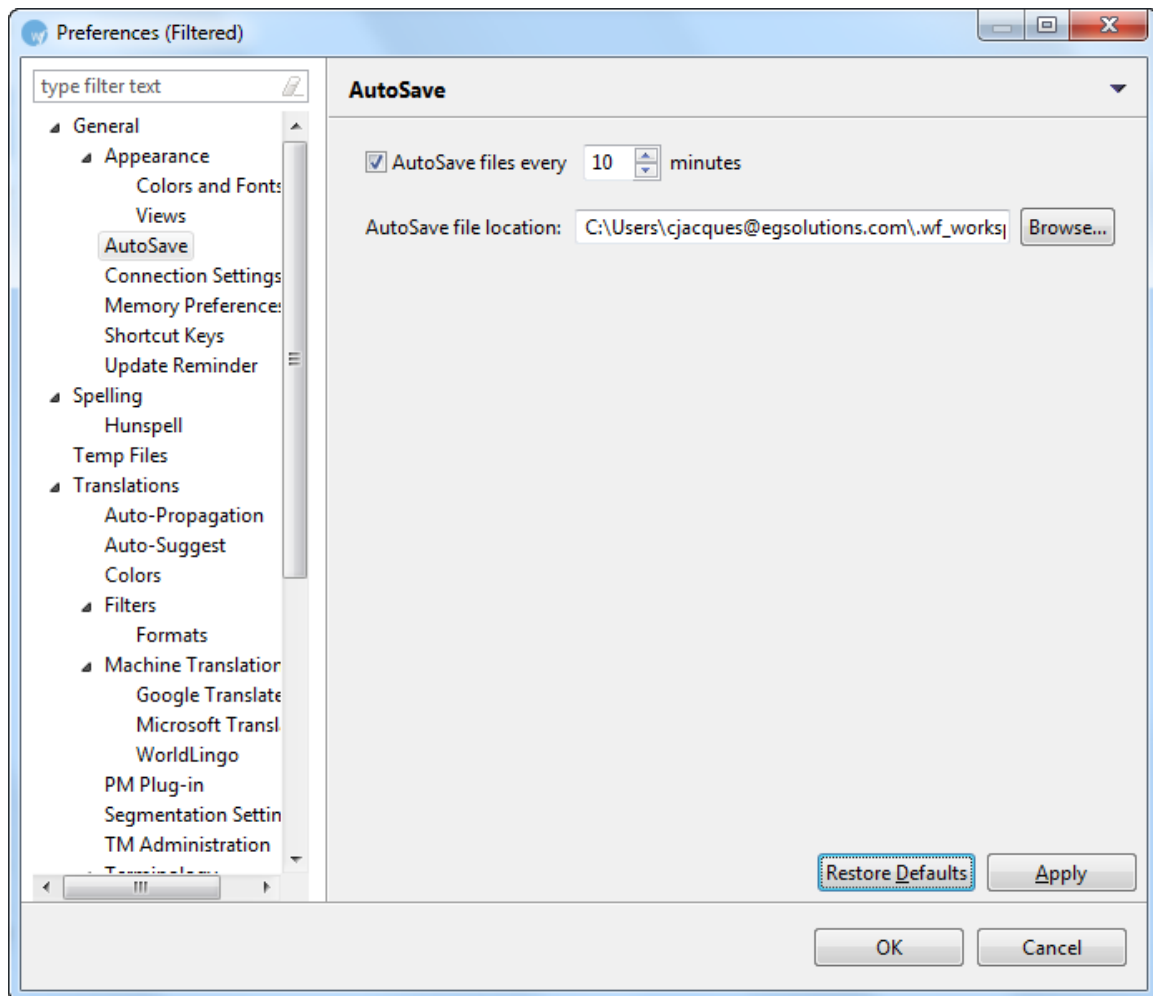 Preferences (Filtered)
type filter text
General
Appearance
Colors and Fonts
Views
AutoSave
Connection Settings
Memory Preferences
Shortcut Keys
Update Reminder
Spelling
Hunspell
Temp Files
Translations
Auto-Propagation
Auto-Suggest
Colors
Filters
Formats
Machine Translation
Google Translate
Microsoft Transl
WorldLingo
PM Plug-in
Segmentation Settin
TM Administration
Terminology
AutoSave
AutoSave files every 10 minutes
AutoSave file location: C:\Users\cjacques@egsolutions.com\.wf_worksp Browse...
Restore Defaults Apply
OK Cancel